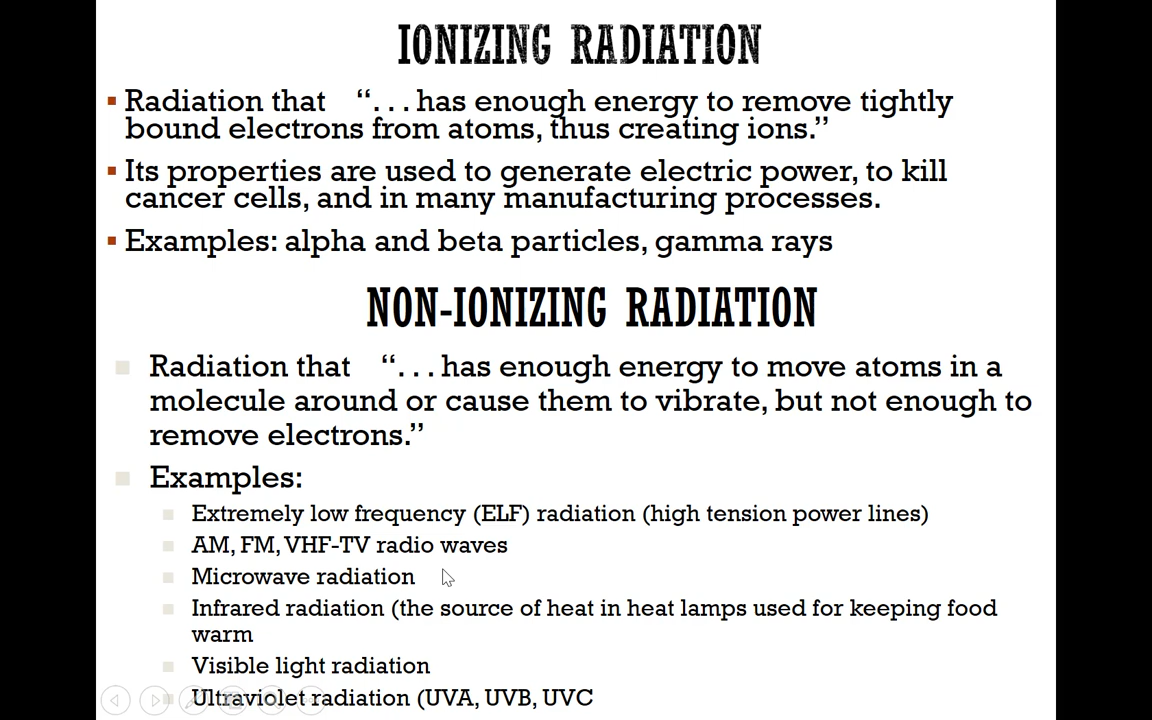 IONIZING RADIATION
Radiation that “. . . has enough energy to remove tightly
bound electrons from atoms, thus creating ions.”
Its properties are used to generate electric power, to kill
cancer cells, and in many manufacturing processes.
Examples: alpha and beta particles, gamma rays
NON-IONIZING RADIATION
Radiation that “. . . has enough energy to move atoms in a
molecule around or cause them to vibrate, but not enough to
remove electrons.”
Examples:
Extremely low frequency (ELF) radiation (high tension power lines)
AM, FM, VHF-TV radio waves
Microwave radiation
Infrared radiation (the source of heat in heat lamps used for keeping food
warm
Visible light radiation
Ultraviolet radiation (UVA, UVB, UVC